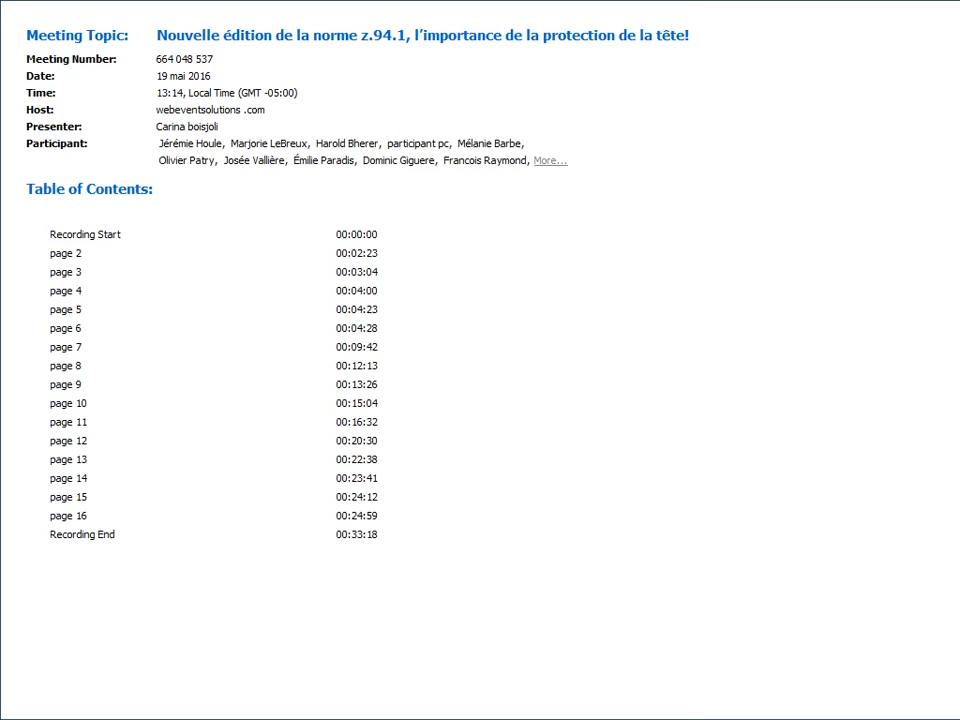 Meeting Topic: Nouvelle édition de la norme z.94.1, l’importance de la protection de la tête!
Meeting Number: 664 048 537
Date: 19 mai 2016
Time: 13:14, Local Time (GMT -05:00)
Host: webeventsolutions .com
Presenter: Carina boisjoli
Participant: Jérémie Houle, Marjorie LeBreux, Harold Bherer, participant pc, Mélanie Barbe,
Olivier Patry, Josée Vallière, Émilie Paradis, Dominic Giguere, Francois Raymond, More...
Table of Contents:
Recording Start 00:00:00
page 2 00:02:23
page 3 00:03:04
page 4 00:04:00
page 5 00:04:23
page 6 00:04:28
page 7 00:09:42
page 8 00:12:13
page 9 00:13:26
page 10 00:15:04
page 11 00:16:32
page 12 00:20:30
page 13 00:22:38
page 14 00:23:41
page 15 00:24:12
page 16 00:24:59
Recording End 00:33:18